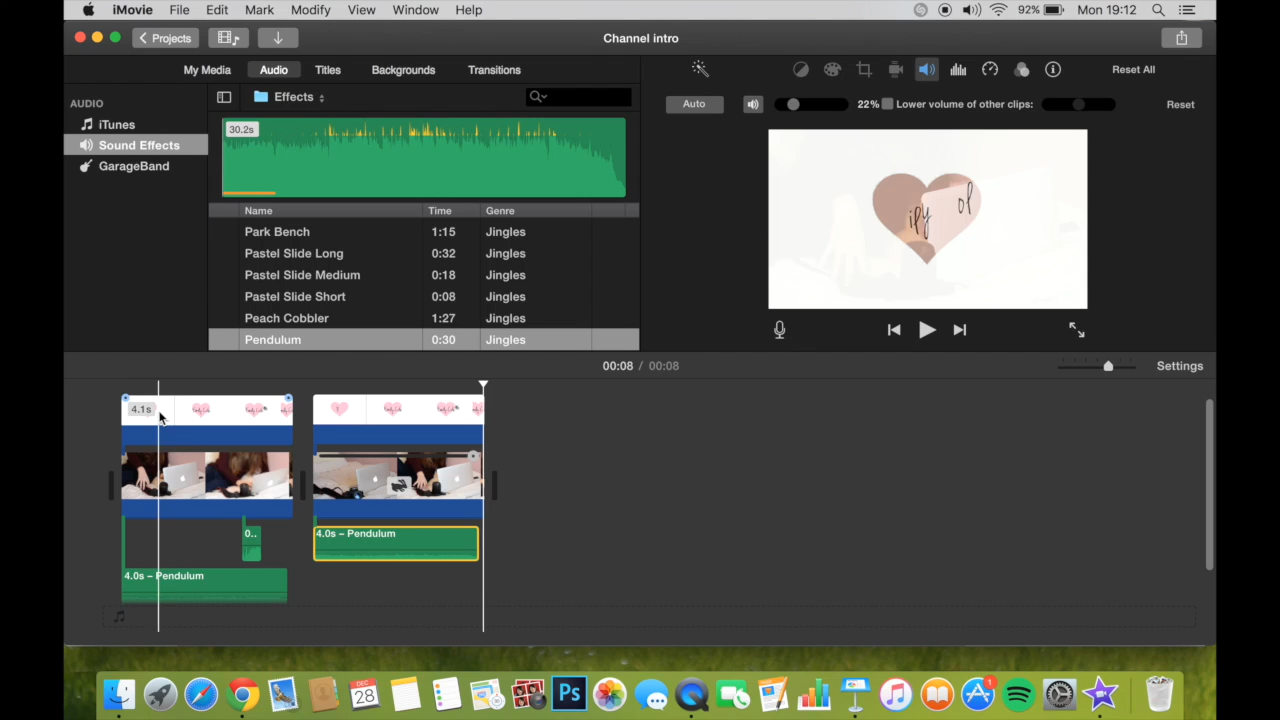 iMovie File Edit Mark Modify View Window Help 92% Mon 19:12
Projects Channel intro
My Media Audio Titles Backgrounds Transitions Reset All
AUDIO Effects Auto 22% Lower volume of other clips: Reset
iTunes
Sound Effects
GarageBand
30.2s
Name Time Genre
Park Bench 1:15 Jingles
Pastel Slide Long 0:32 Jingles
Pastel Slide Medium 0:18 Jingles
Pastel Slide Short 0:08 Jingles
Peach Cobbler 1:27 Jingles
Pendulum 0:30 Jingles
ipy of
00:08 / 00:08 Settings
4.1s
0.. 4.0s – Pendulum
4.0s – Pendulum
DEC
28
Ps
1